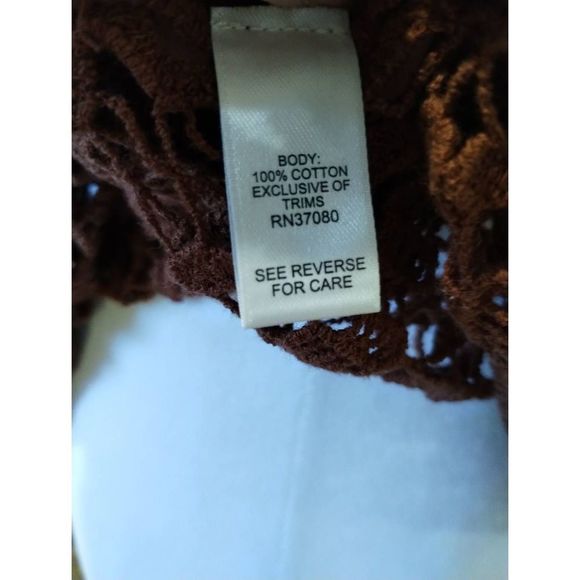 BODY:
100% COTTON
EXCLUSIVE OF
TRIMS
RN37080
SEE REVERSE
FOR CARE